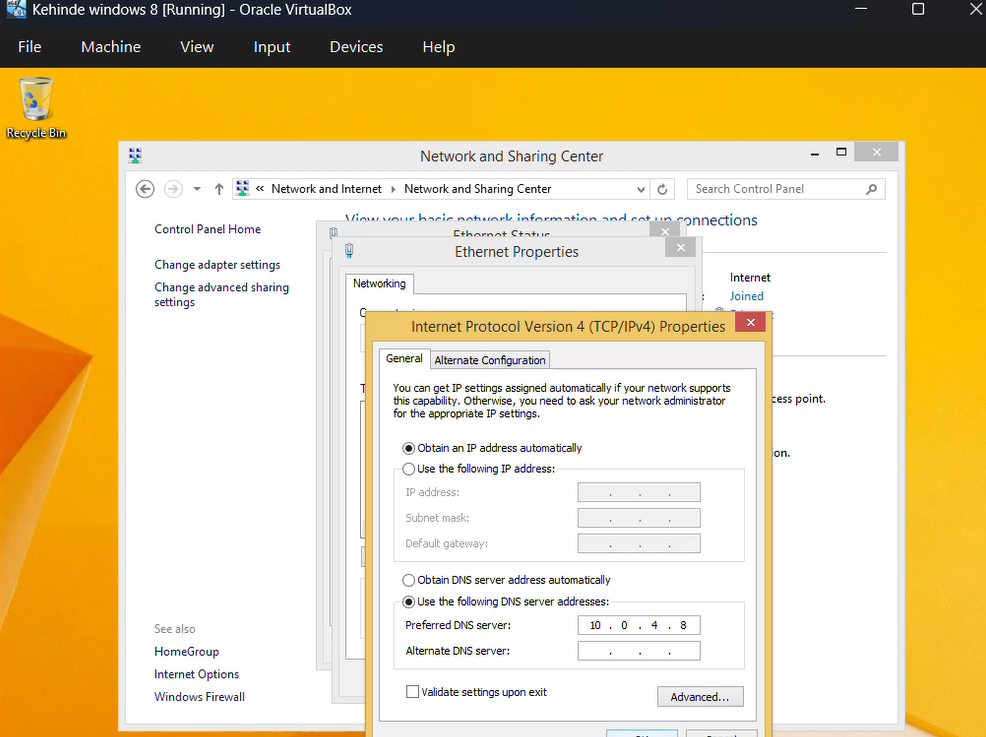 Kehinde windows 8 [Running] - Oracle VirtualBox
File Machine View Input Devices Help
Recycle Bin
Network and Sharing Center
« Network and Internet Network and Sharing Center
Search Control Panel
Control Panel Home
Change adapter settings
Change advanced sharing
settings
See also
HomeGroup
Internet Options
Windows Firewall
View your basic network information and set up connections
Internet
Joined
cess point.
on.
Ethernet Status
Ethernet Properties
Networking
Internet Protocol Version 4 (TCP/IPv4) Properties
General Alternate Configuration
You can get IP settings assigned automatically if your network supports
this capability. Otherwise, you need to ask your network administrator
for the appropriate IP settings.
Obtain an IP address automatically
Use the following IP address:
IP address: . . .
Subnet mask: . . .
Default gateway: . . .
Obtain DNS server address automatically
Use the following DNS server addresses:
Preferred DNS server: 10 . 0 . 4 . 8
Alternate DNS server: . . .
Validate settings upon exit
Advanced...